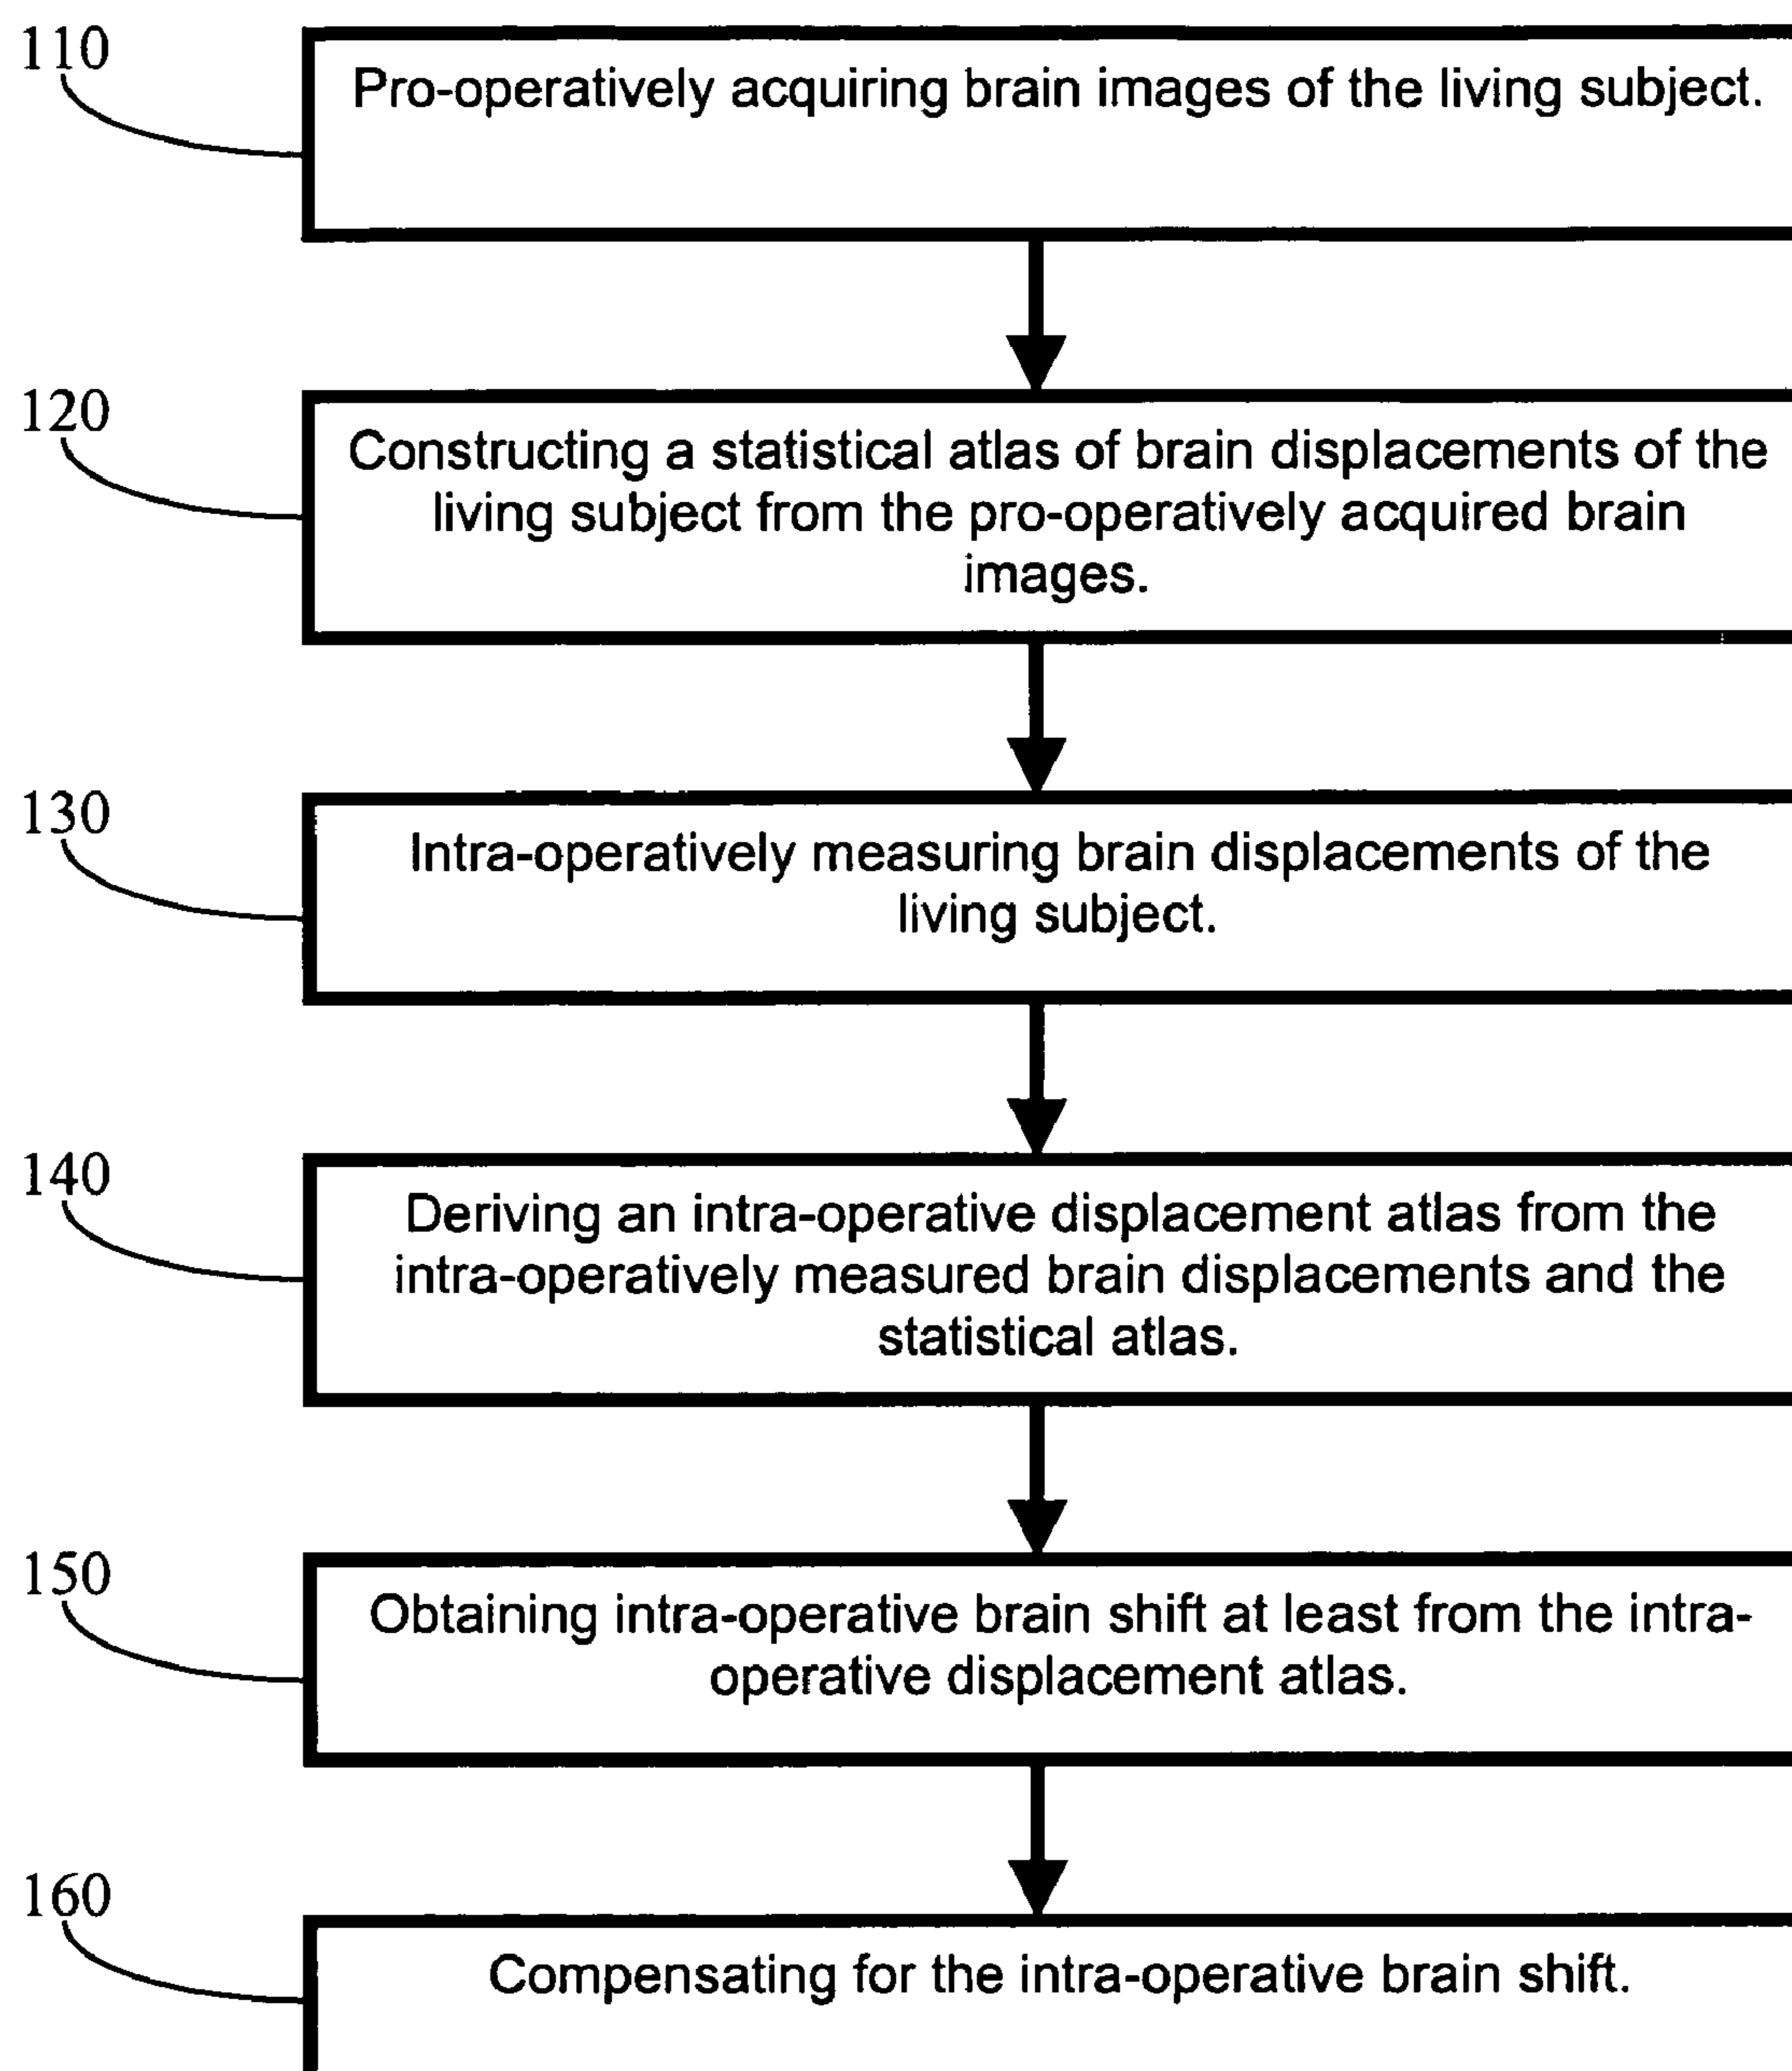 110
Pro-operatively acquiring brain images of the living subject.
120
Constructing a statistical atlas of brain displacements of the
living subject from the pro-operatively acquired brain
images.
130
Intra-operatively measuring brain displacements of the
living subject.
140
Deriving an intra-operative displacement atlas from the
intra-operatively measured brain displacements and the
statistical atlas.
150
Obtaining intra-operative brain shift at least from the intra-
operative displacement atlas.
160
Compensating for the intra-operative brain shift.